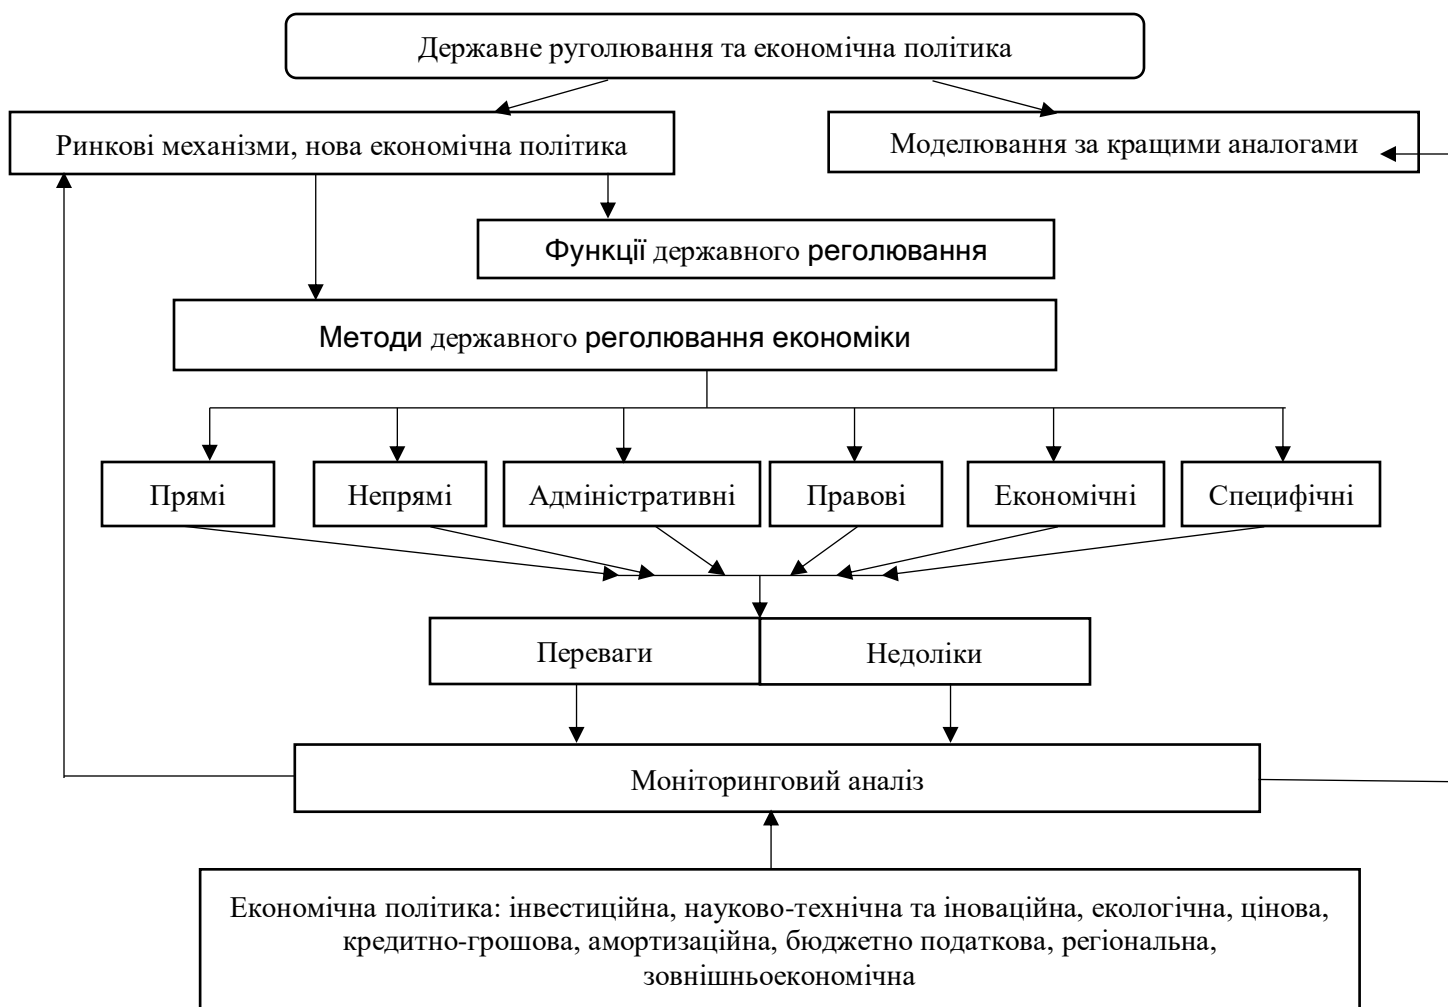 Державне руголювання та економічна політика
Ринкові механізми, нова економічна політика
Моделювання за кращими аналогами
Функції державного реголювання
Методи державного реголювання економіки
Прямі
Непрямі
Адміністративні
Правові
Економічні
Специфічні
Переваги
Недоліки
Моніторинговий аналіз
Економічна політика: інвестиційна, науково-технічна та іноваційна, екологічна, цінова,
кредитно-грошова, амортизаційна, бюджетно податкова, регіональна,
зовнішньоекономічна